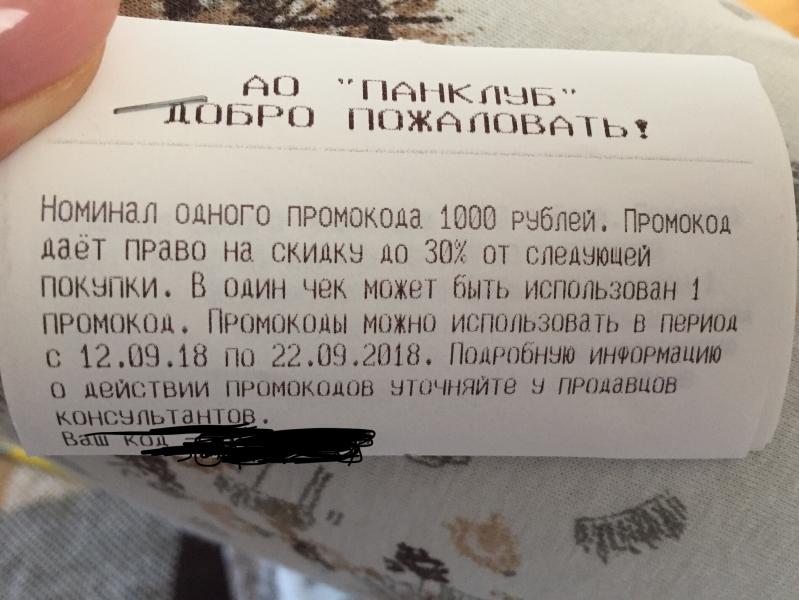 АО "ПАНКЛУБ"
ДОБРО ПОЖАЛОВАТЬ!
Номинал одного промокода 1000 рублей. Промокод
даёт право на скидку до 30% от следующей
покупки. В один чек может быть использован 1
промокод. Промокоды можно использовать в период
с 12.09.18 по 22.09.2018. Подробную информацию
о действии промокодов уточняйте у продавцов
консультантов.
Ваш код